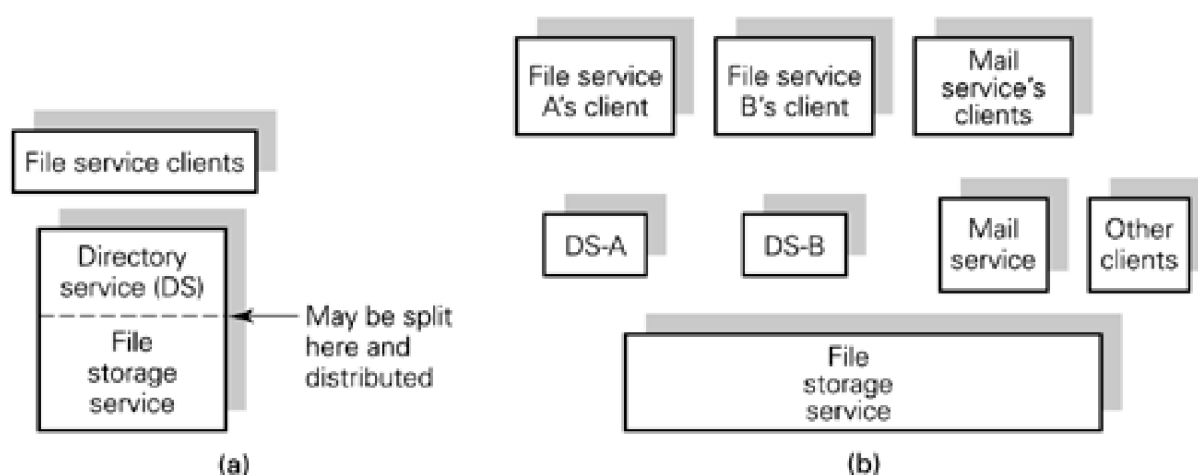 File service clients
Directory
service (DS)
File
storage
service
May be split
here and
distributed
(a)
File service
A's client
File service
B's client
Mail
service's
clients
DS-A
DS-B
Mail
service
Other
clients
File
storage
service
(b)